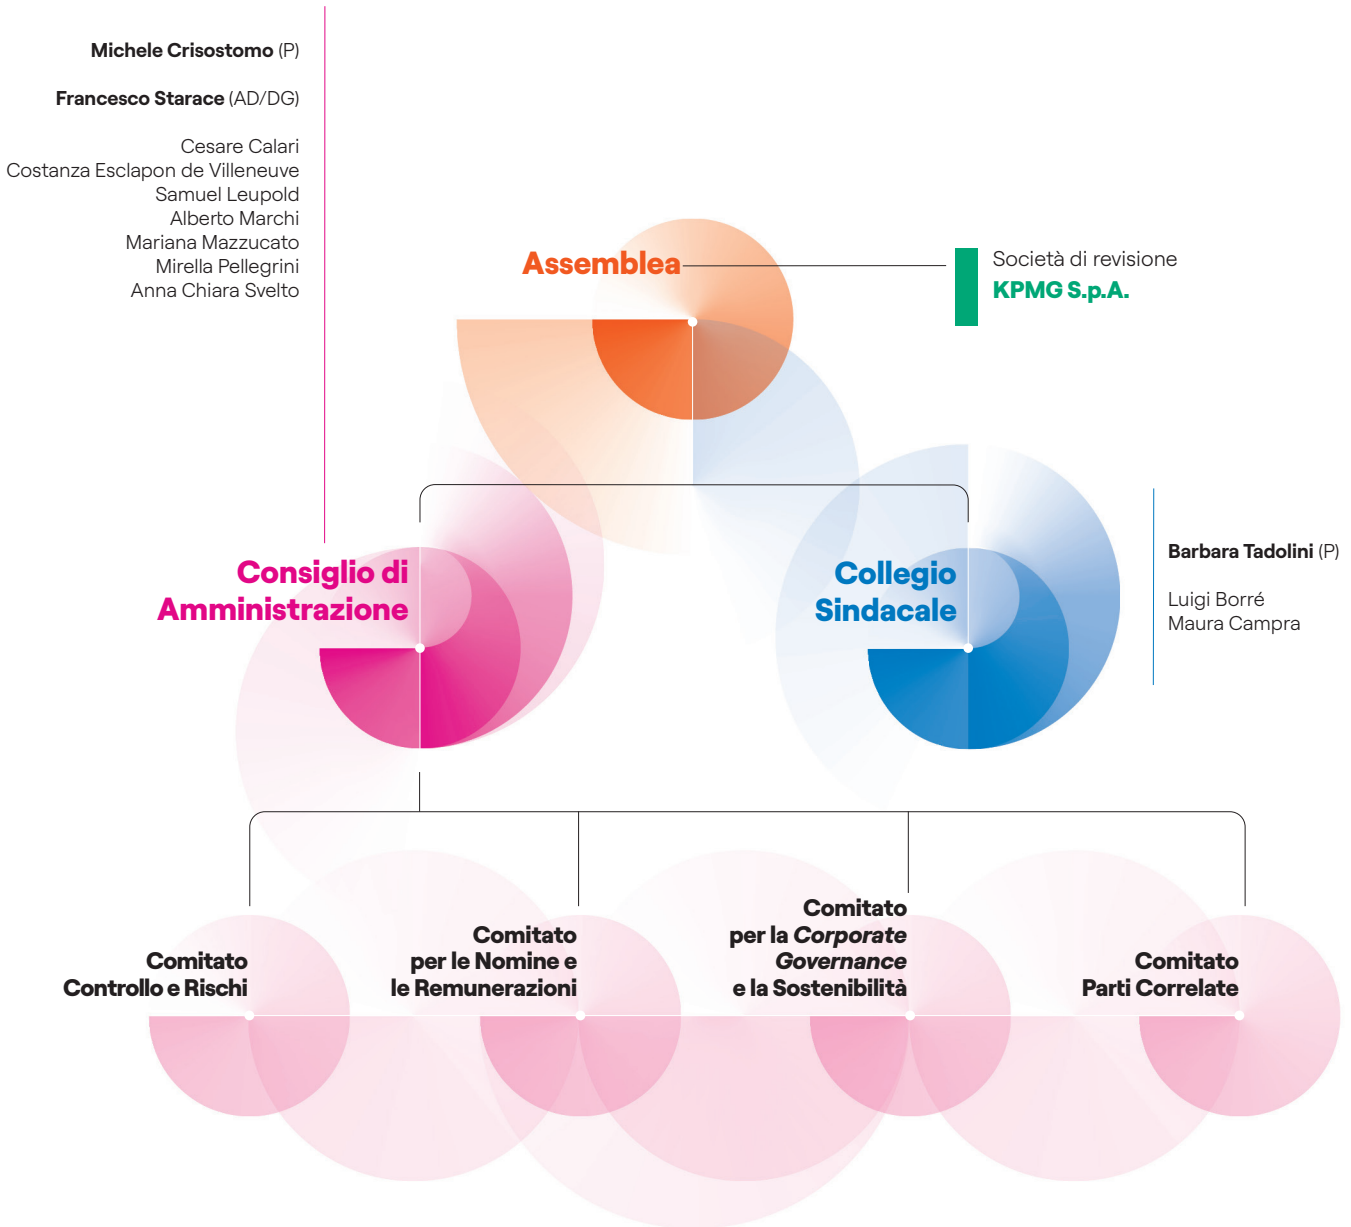 Michele Crisostomo (P)
Francesco Starace (AD/DG)
Cesare Calari
Costanza Esclapon de Villeneuve
Samuel Leupold
Alberto Marchi
Mariana Mazzucato
Mirella Pellegrini
Anna Chiara Svelto
Assemblea
Società di revisione
KPMG S.p.A.
Consiglio di
Amministrazione
Collegio
Sindacale
Barbara Tadolini (P)
Luigi Borré
Maura Campra
Comitato
Controllo e Rischi
Comitato
per le Nomine e
le Remunerazioni
Comitato
per la Corporate
Governance
e la Sostenibilità
Comitato
Parti Correlate